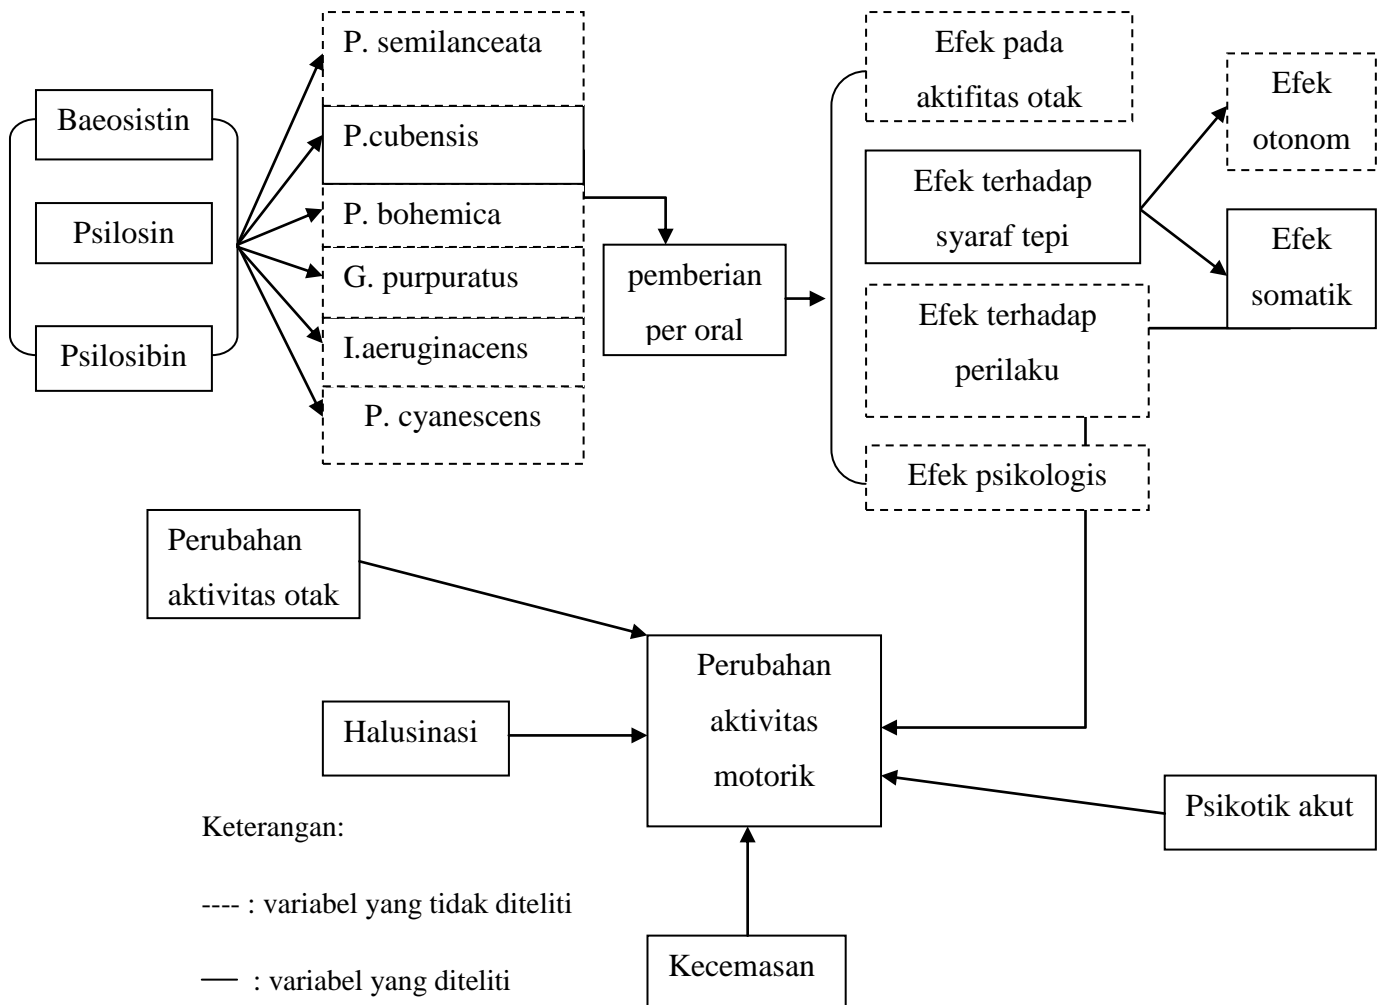 Baeosistin
Psilosin
Psilosibin
P. semilanceata
P.cubensis
P. bohemica
G. purpuratus
I.aeruginacens
P. cyanescens
pemberian
per oral
Efek pada
aktifitas otak
Efek terhadap
syaraf tepi
Efek terhadap
perilaku
Efek psikologis
Efek
otonom
Efek
somatik
Perubahan
aktivitas otak
Halusinasi
Perubahan
aktivitas
motorik
Psikotik akut
Kecemasan
Keterangan:
---- : variabel yang tidak diteliti
— : variabel yang diteliti